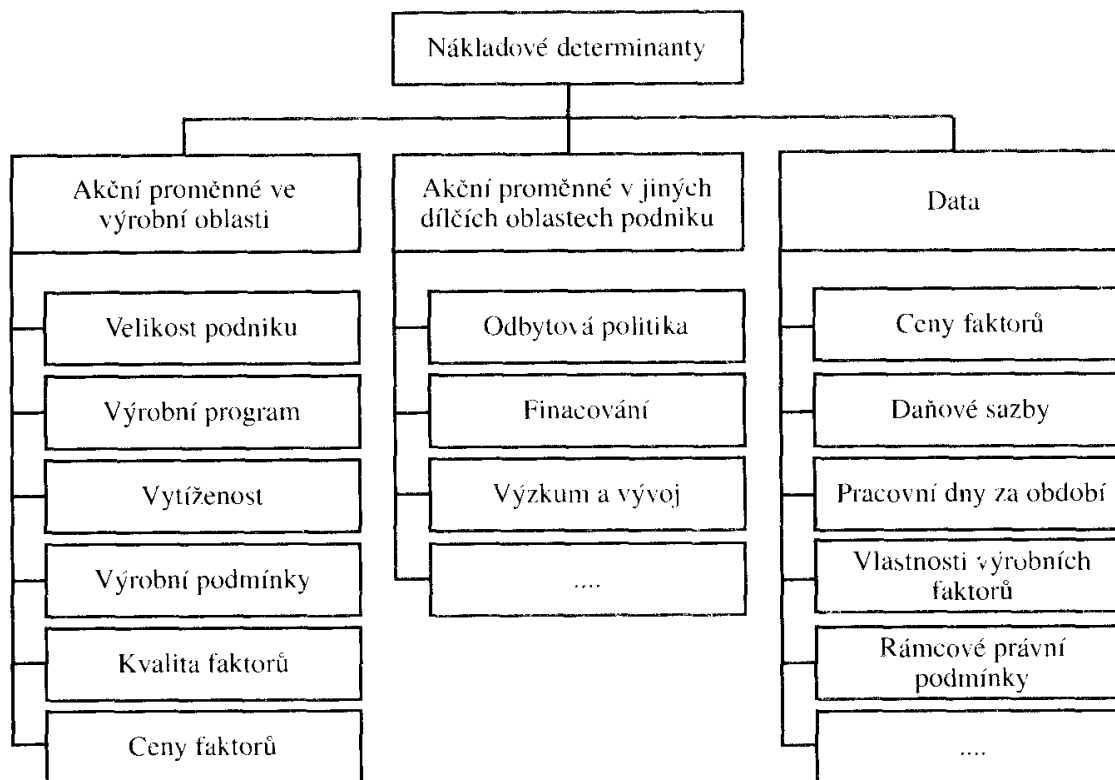 Nákladové determinanty
Akční proměnné ve
výrobní oblasti
Velikost podniku
Výrobní program
Vytíženost
Výrobní podmínky
Kvalita faktorů
Ceny faktorů
Akční proměnné v jiných
dílčích oblastech podniku
Odbytová politika
Finacování
Výzkum a vývoj
....
Data
Ceny faktorů
Daňové sazby
Pracovní dny za období
Vlastnosti výrobních
faktorů
Rámcové právní
podmínky
....